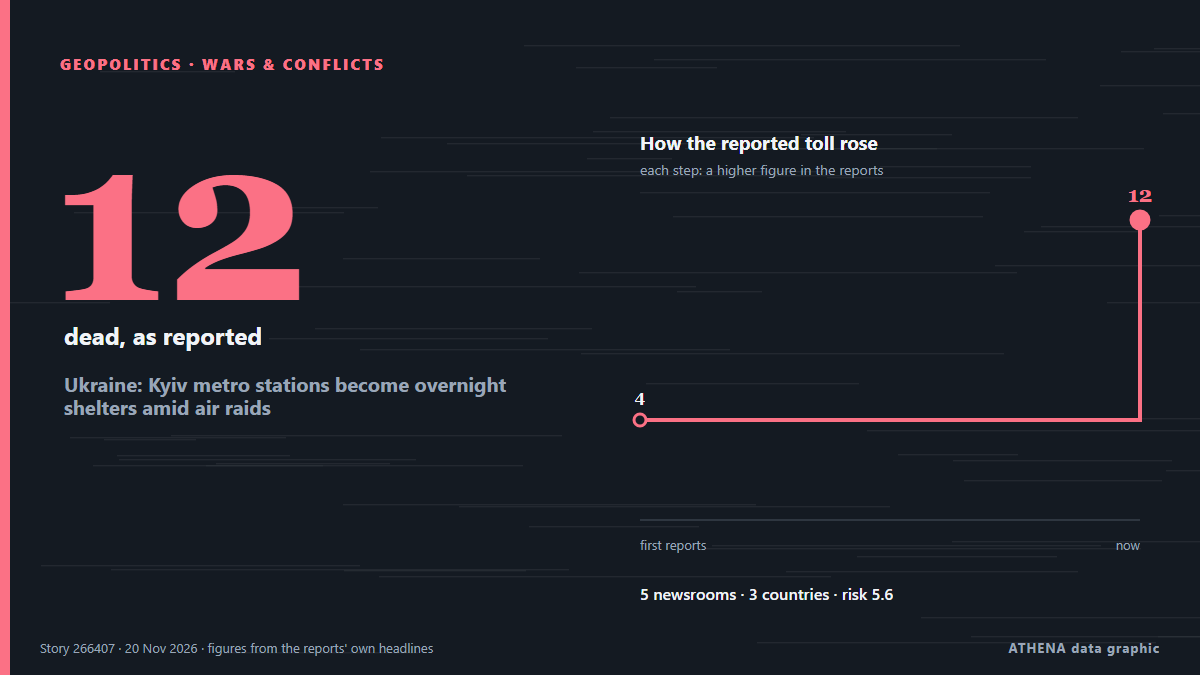 GEOPOLITICS · WARS & CONFLICTS
12
dead, as reported
Ukraine: Kyiv metro stations become overnight
shelters amid air raids
How the reported toll rose
each step: a higher figure in the reports
12
4
first reports
now
5 newsrooms · 3 countries · risk 5.6
Story 266407 · 20 Nov 2026 · figures from the reports' own headlines
ATHENA data graphic